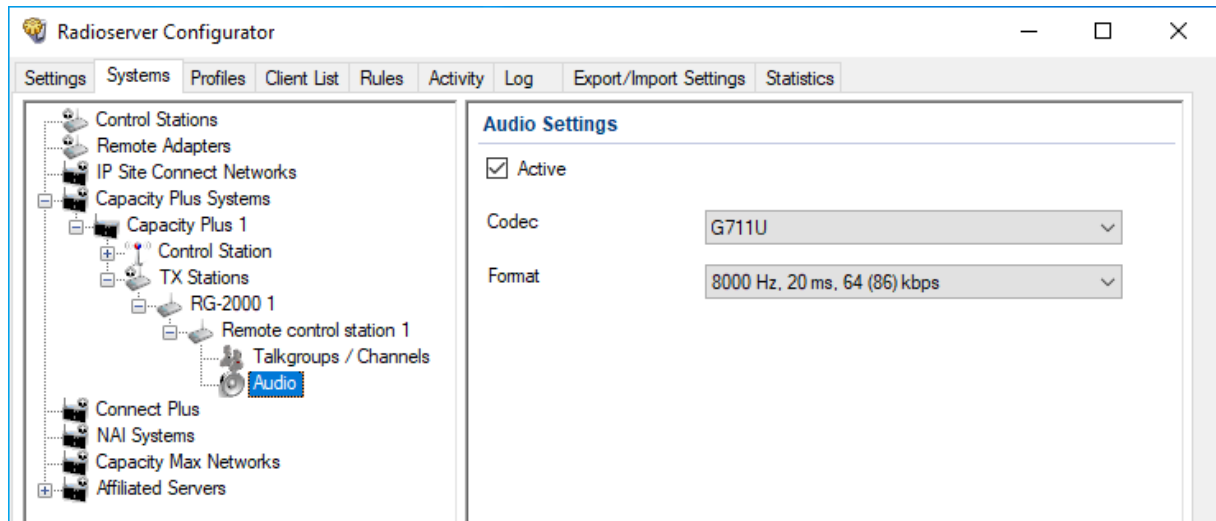 Radioserver Configurator
Settings Systems Profiles Client List Rules Activity Log Export/Import Settings Statistics
Control Stations
Remote Adapters
IP Site Connect Networks
Capacity Plus Systems
Capacity Plus 1
Control Station
TX Stations
RG-2000 1
Remote control station 1
Talkgroups / Channels
Audio
Connect Plus
NAI Systems
Capacity Max Networks
Affiliated Servers
Audio Settings
Active
Codec G711U
Format 8000 Hz, 20 ms, 64 (86) kbps